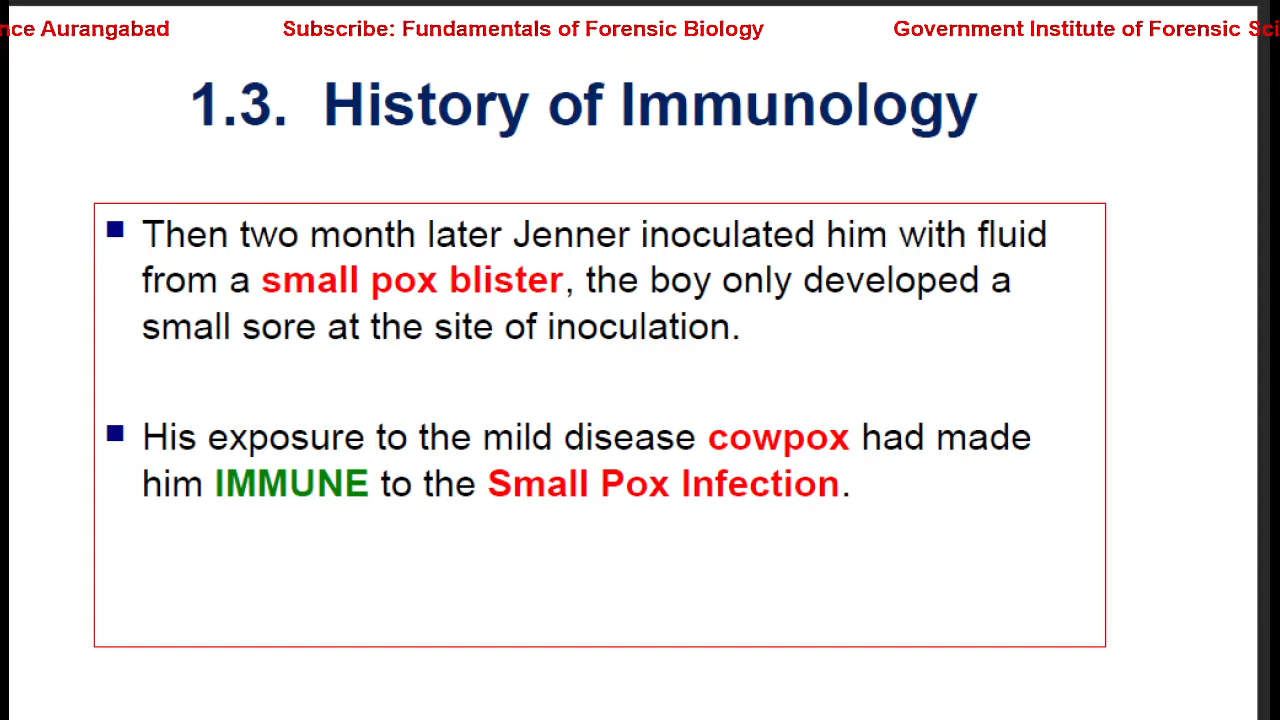 nce Aurangabad Subscribe: Fundamentals of Forensic Biology Government Institute of Forensic Sci
1.3. History of Immunology
Then two month later Jenner inoculated him with fluid
from a small pox blister, the boy only developed a
small sore at the site of inoculation.
His exposure to the mild disease cowpox had made
him IMMUNE to the Small Pox Infection.